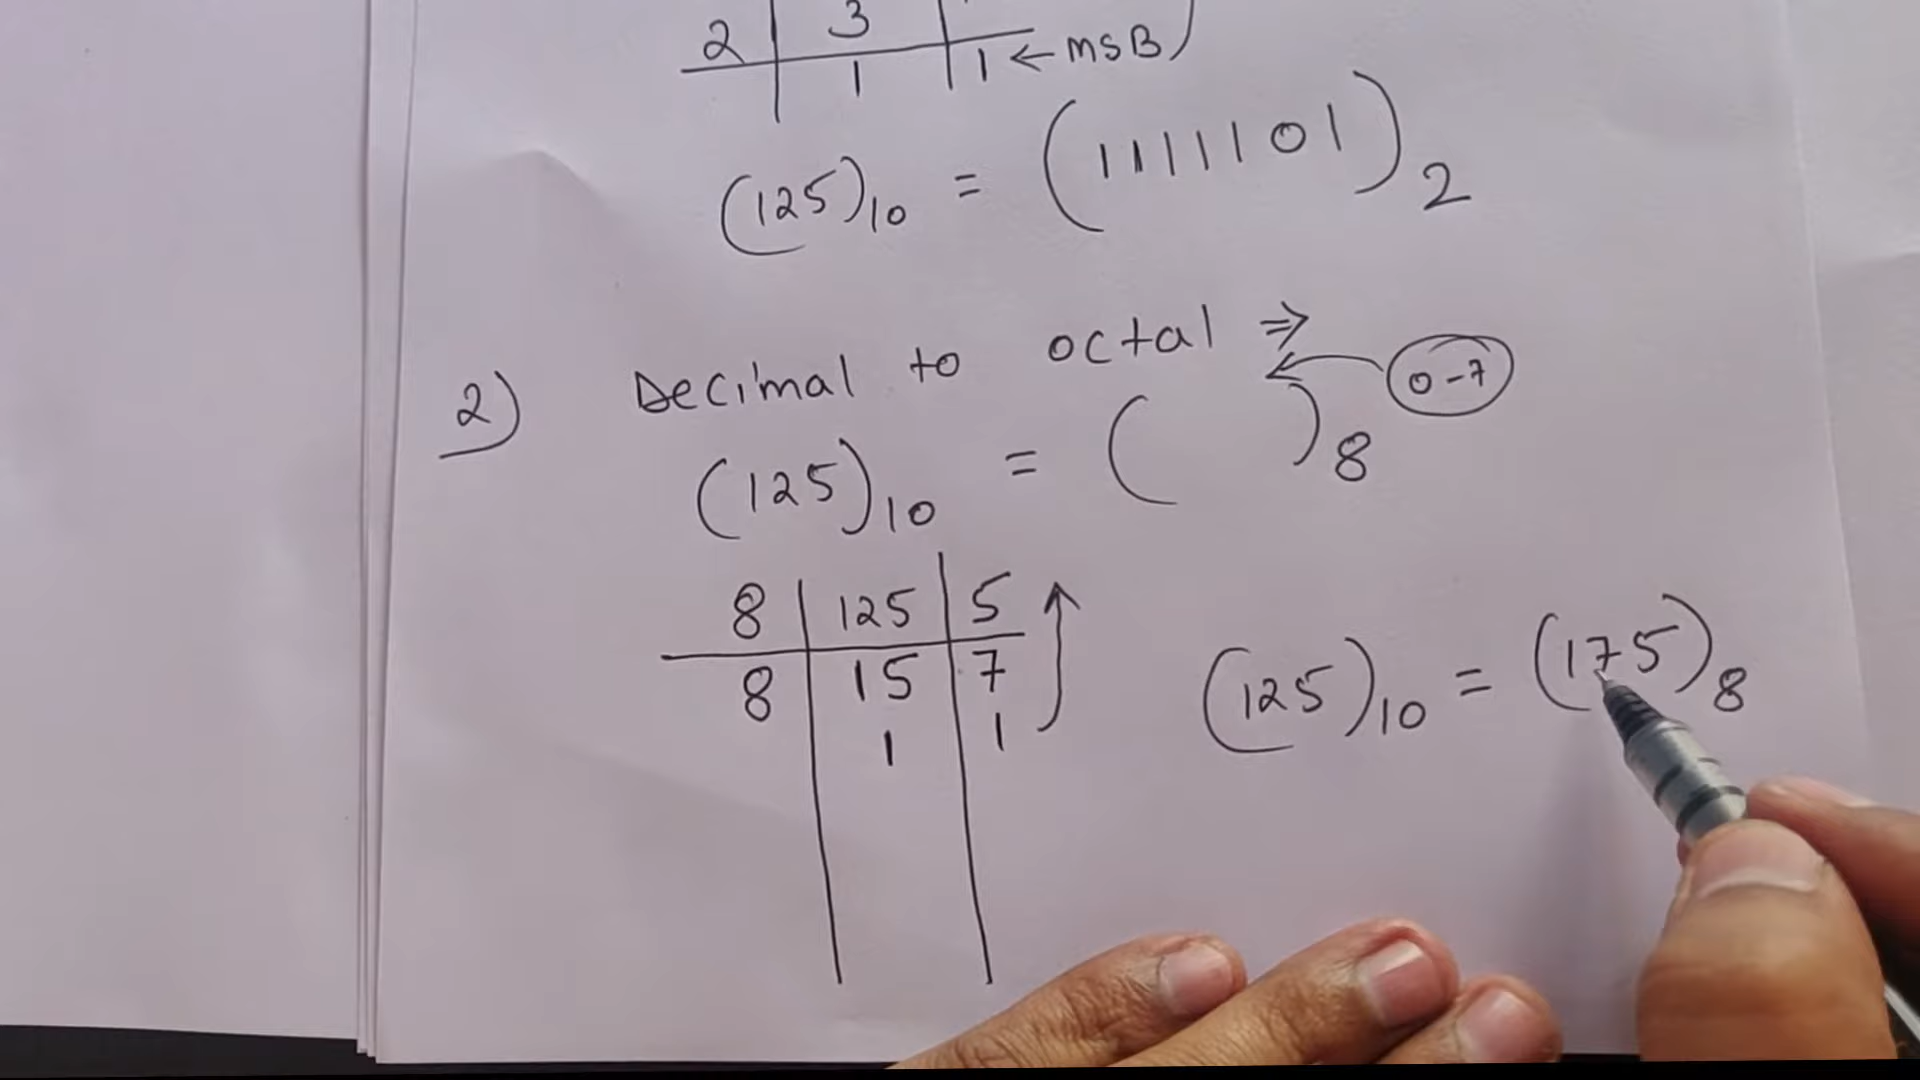 2 | 3 |
1 | 1 ← MSB
(125)10 = (1111101)2
2) Decimal to octal ⇒
0-7
(125)10 = ( )8
8 | 125 | 5
8 | 15 | 7
1 | 1
(125)10 = (175)8